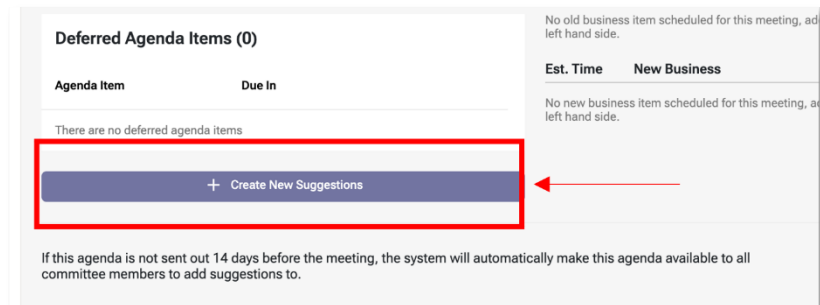 Deferred Agenda Items (0)
Agenda Item Due In
There are no deferred agenda items
+ Create New Suggestions
No old business item scheduled for this meeting,
left hand side.
Est. Time New Business
No new business item scheduled for this meeting,
left hand side.
If this agenda is not sent out 14 days before the meeting, the system will automatically make this agenda available to all
committee members to add suggestions to.